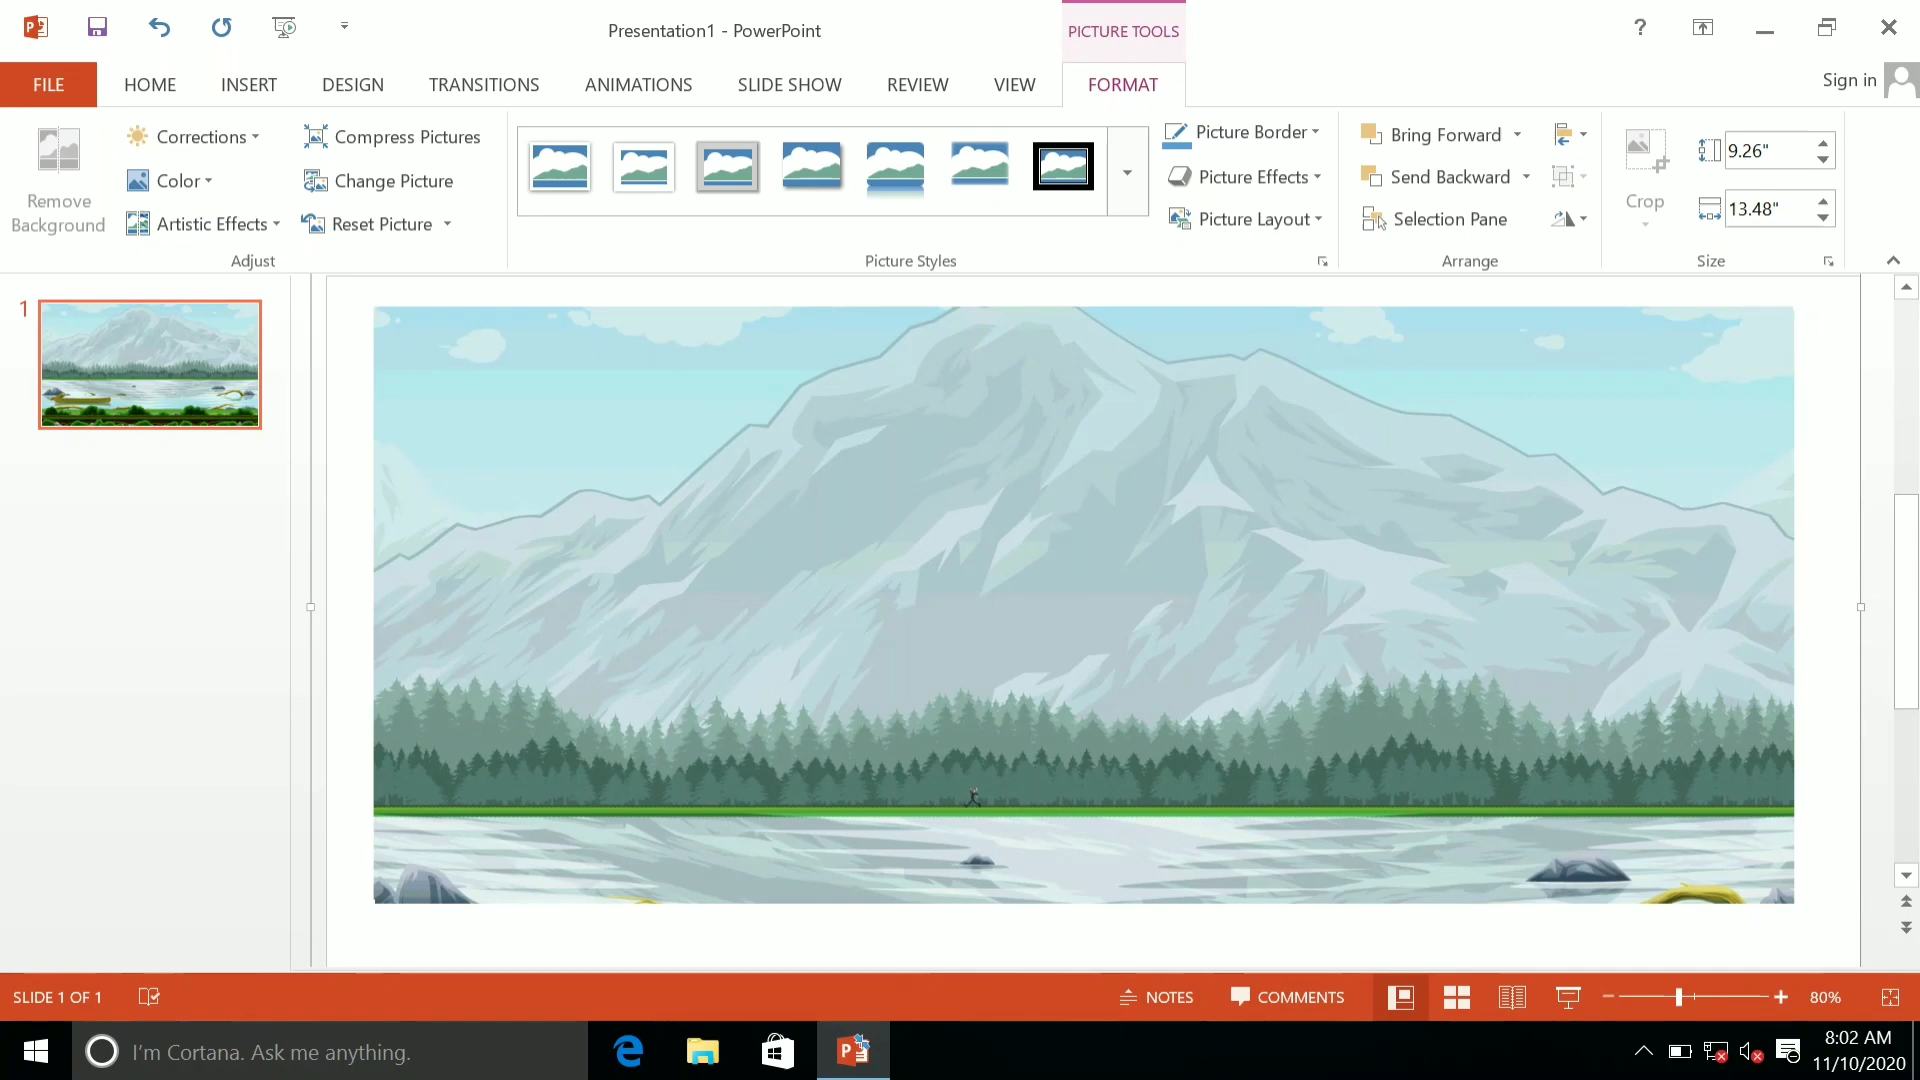 Presentation1 - PowerPoint
PICTURE TOOLS
?
FILE
HOME
INSERT
DESIGN
TRANSITIONS
ANIMATIONS
SLIDE SHOW
REVIEW
VIEW
FORMAT
Sign in
Remove
Background
Corrections
Color
Artistic Effects
Compress Pictures
Change Picture
Reset Picture
Adjust
Picture Styles
Picture Border
Picture Effects
Picture Layout
Bring Forward
Send Backward
Selection Pane
Arrange
Crop
9.26"
13.48"
Size
1
SLIDE 1 OF 1
NOTES
COMMENTS
80%
I'm Cortana. Ask me anything.
8:02 AM
11/10/2020